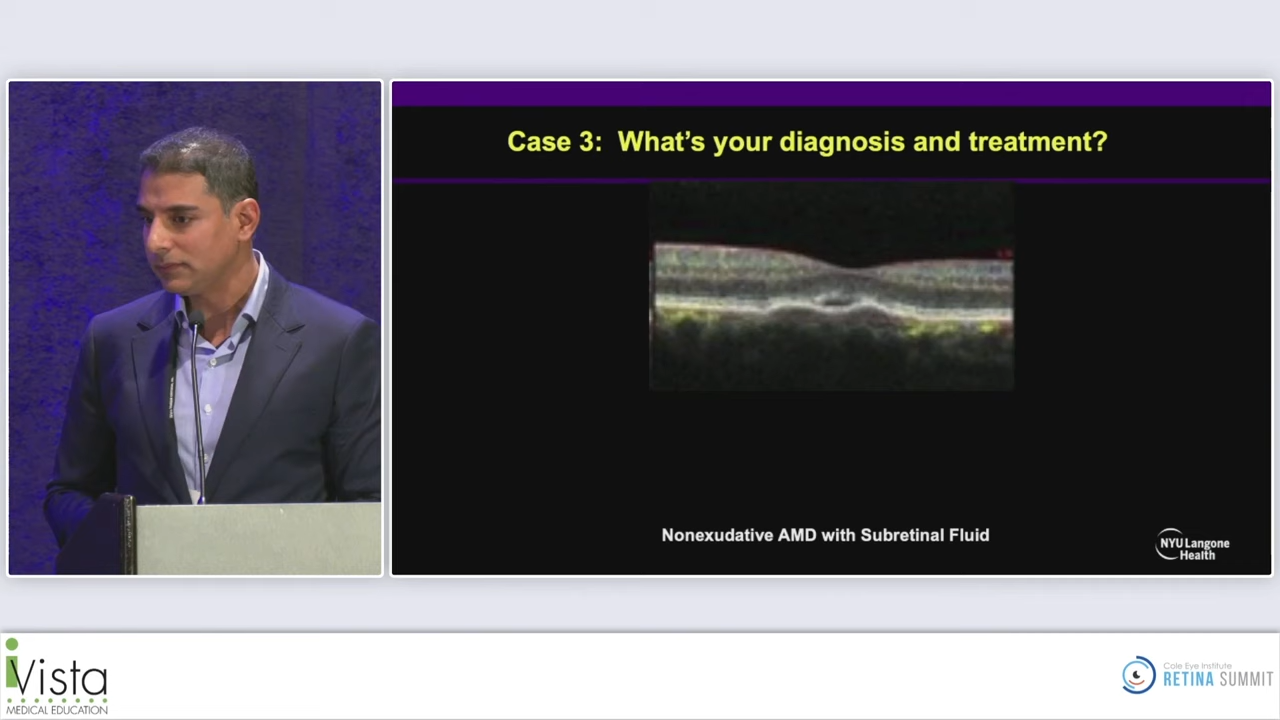 Case 3: What's your diagnosis and treatment?
Nonexudative AMD with Subretinal Fluid
NYU Langone
Health
iVista
MEDICAL EDUCATION
Cole Eye Institute
RETINA SUMMIT